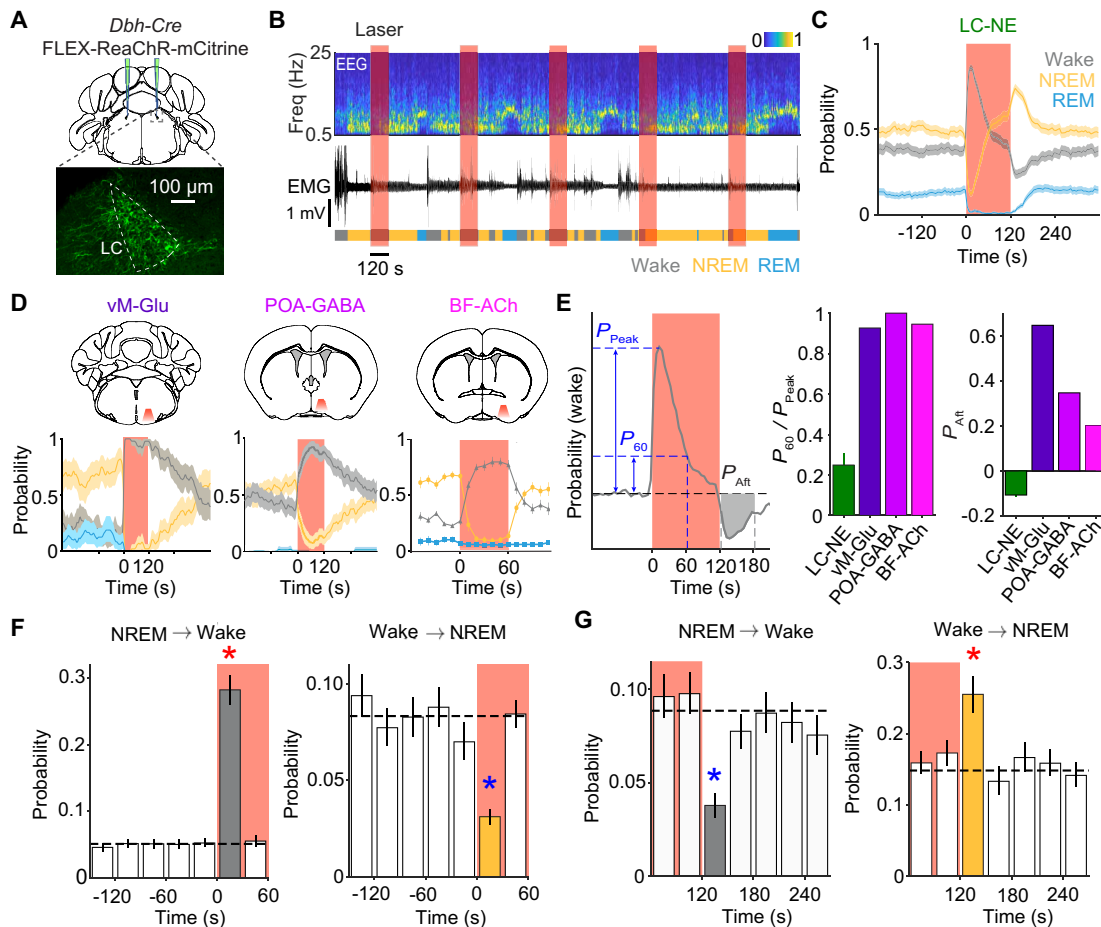 A
Dbh-Cre
FLEX-ReaChR-mCitrine
100 µm
LC
B
Laser
0 1
25
EEG
Freq (Hz)
0.5
EMG
1 mV
120 s
Wake NREM REM
C
LC-NE
Wake
NREM
REM
1
0.5
0
Probability
-120 0 120 240
Time (s)
D
vM-Glu POA-GABA BF-ACh
Probability
1
0.5
0
0 120
Time (s)
1
0.5
0
0 120
Time (s)
1
0.5
0
0 60
Time (s)
E
Probability (wake)
PPeak
P60
PAft
0 60 120 180
Time (s)
P60 / PPeak
1
0.8
0.6
0.4
0.2
0
LC-NE
vM-Glu
POA-GABA
BF-ACh
PAft
0.6
0.4
0.2
0
-0.2
LC-NE
vM-Glu
POA-GABA
BF-ACh
F
NREM → Wake
*
Probability
0.3
0.2
0.1
0
-120 -60 0 60
Time (s)
Wake → NREM
*
Probability
0.10
0.05
0
-120 -60 0 60
Time (s)
G
NREM → Wake
*
Probability
0.10
0.05
0
120 180 240
Time (s)
Wake → NREM
*
Probability
0.3
0.2
0.1
0
120 180 240
Time (s)